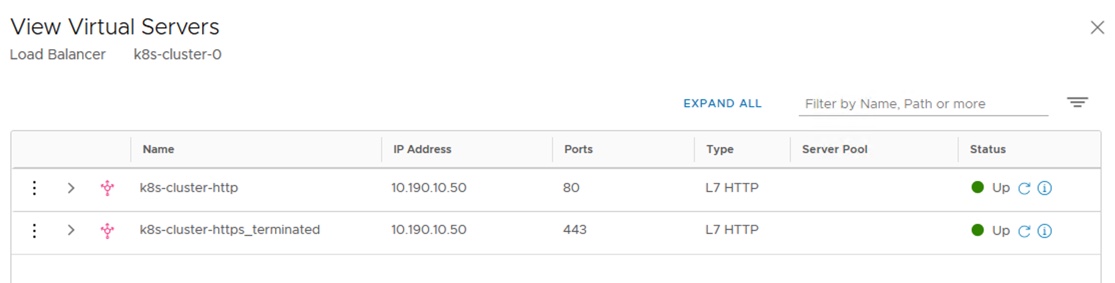 View Virtual Servers
Load Balancer k8s-cluster-0
EXPAND ALL Filter by Name, Path or more
Name IP Address Ports Type Server Pool Status
k8s-cluster-http 10.190.10.50 80 L7 HTTP Up
k8s-cluster-https_terminated 10.190.10.50 443 L7 HTTP Up